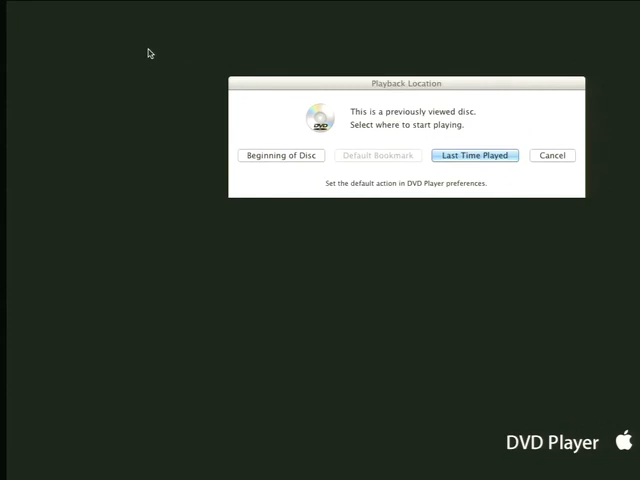 Playback Location
This is a previously viewed disc.
Select where to start playing.
DVD
Beginning of Disc
Default Bookmark
Last Time Played
Cancel
Set the default action in DVD Player preferences.
DVD Player